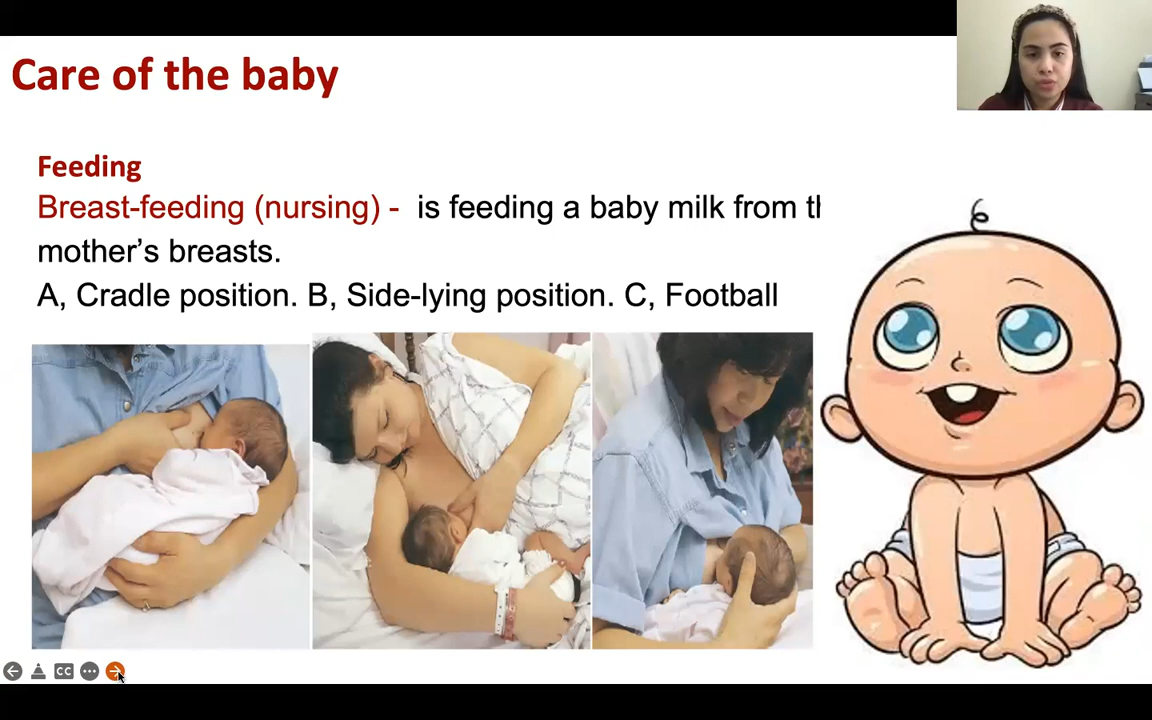 Care of the baby
Feeding
Breast-feeding (nursing) - is feeding a baby milk from
mother’s breasts.
A, Cradle position. B, Side-lying position. C, Football
CC